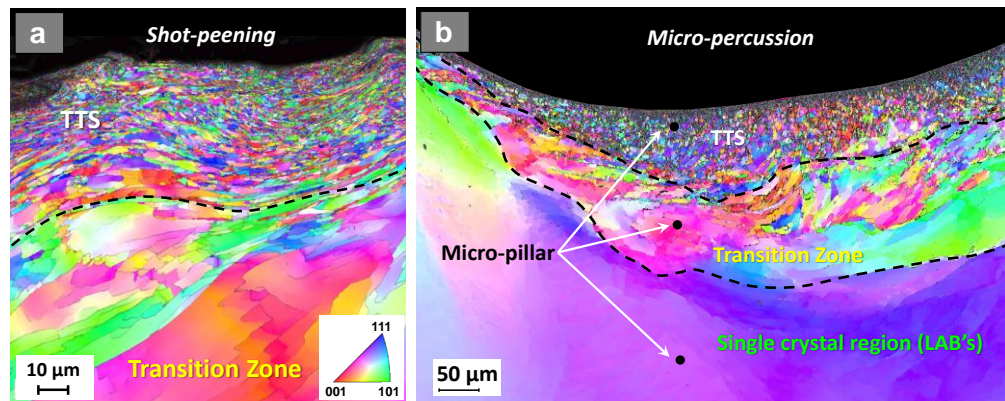 a
Shot-peening
TTS
Transition Zone
10 µm
111
001
101
b
Micro-percussion
TTS
Micro-pillar
Transition Zone
Single crystal region (LAB's)
50 µm